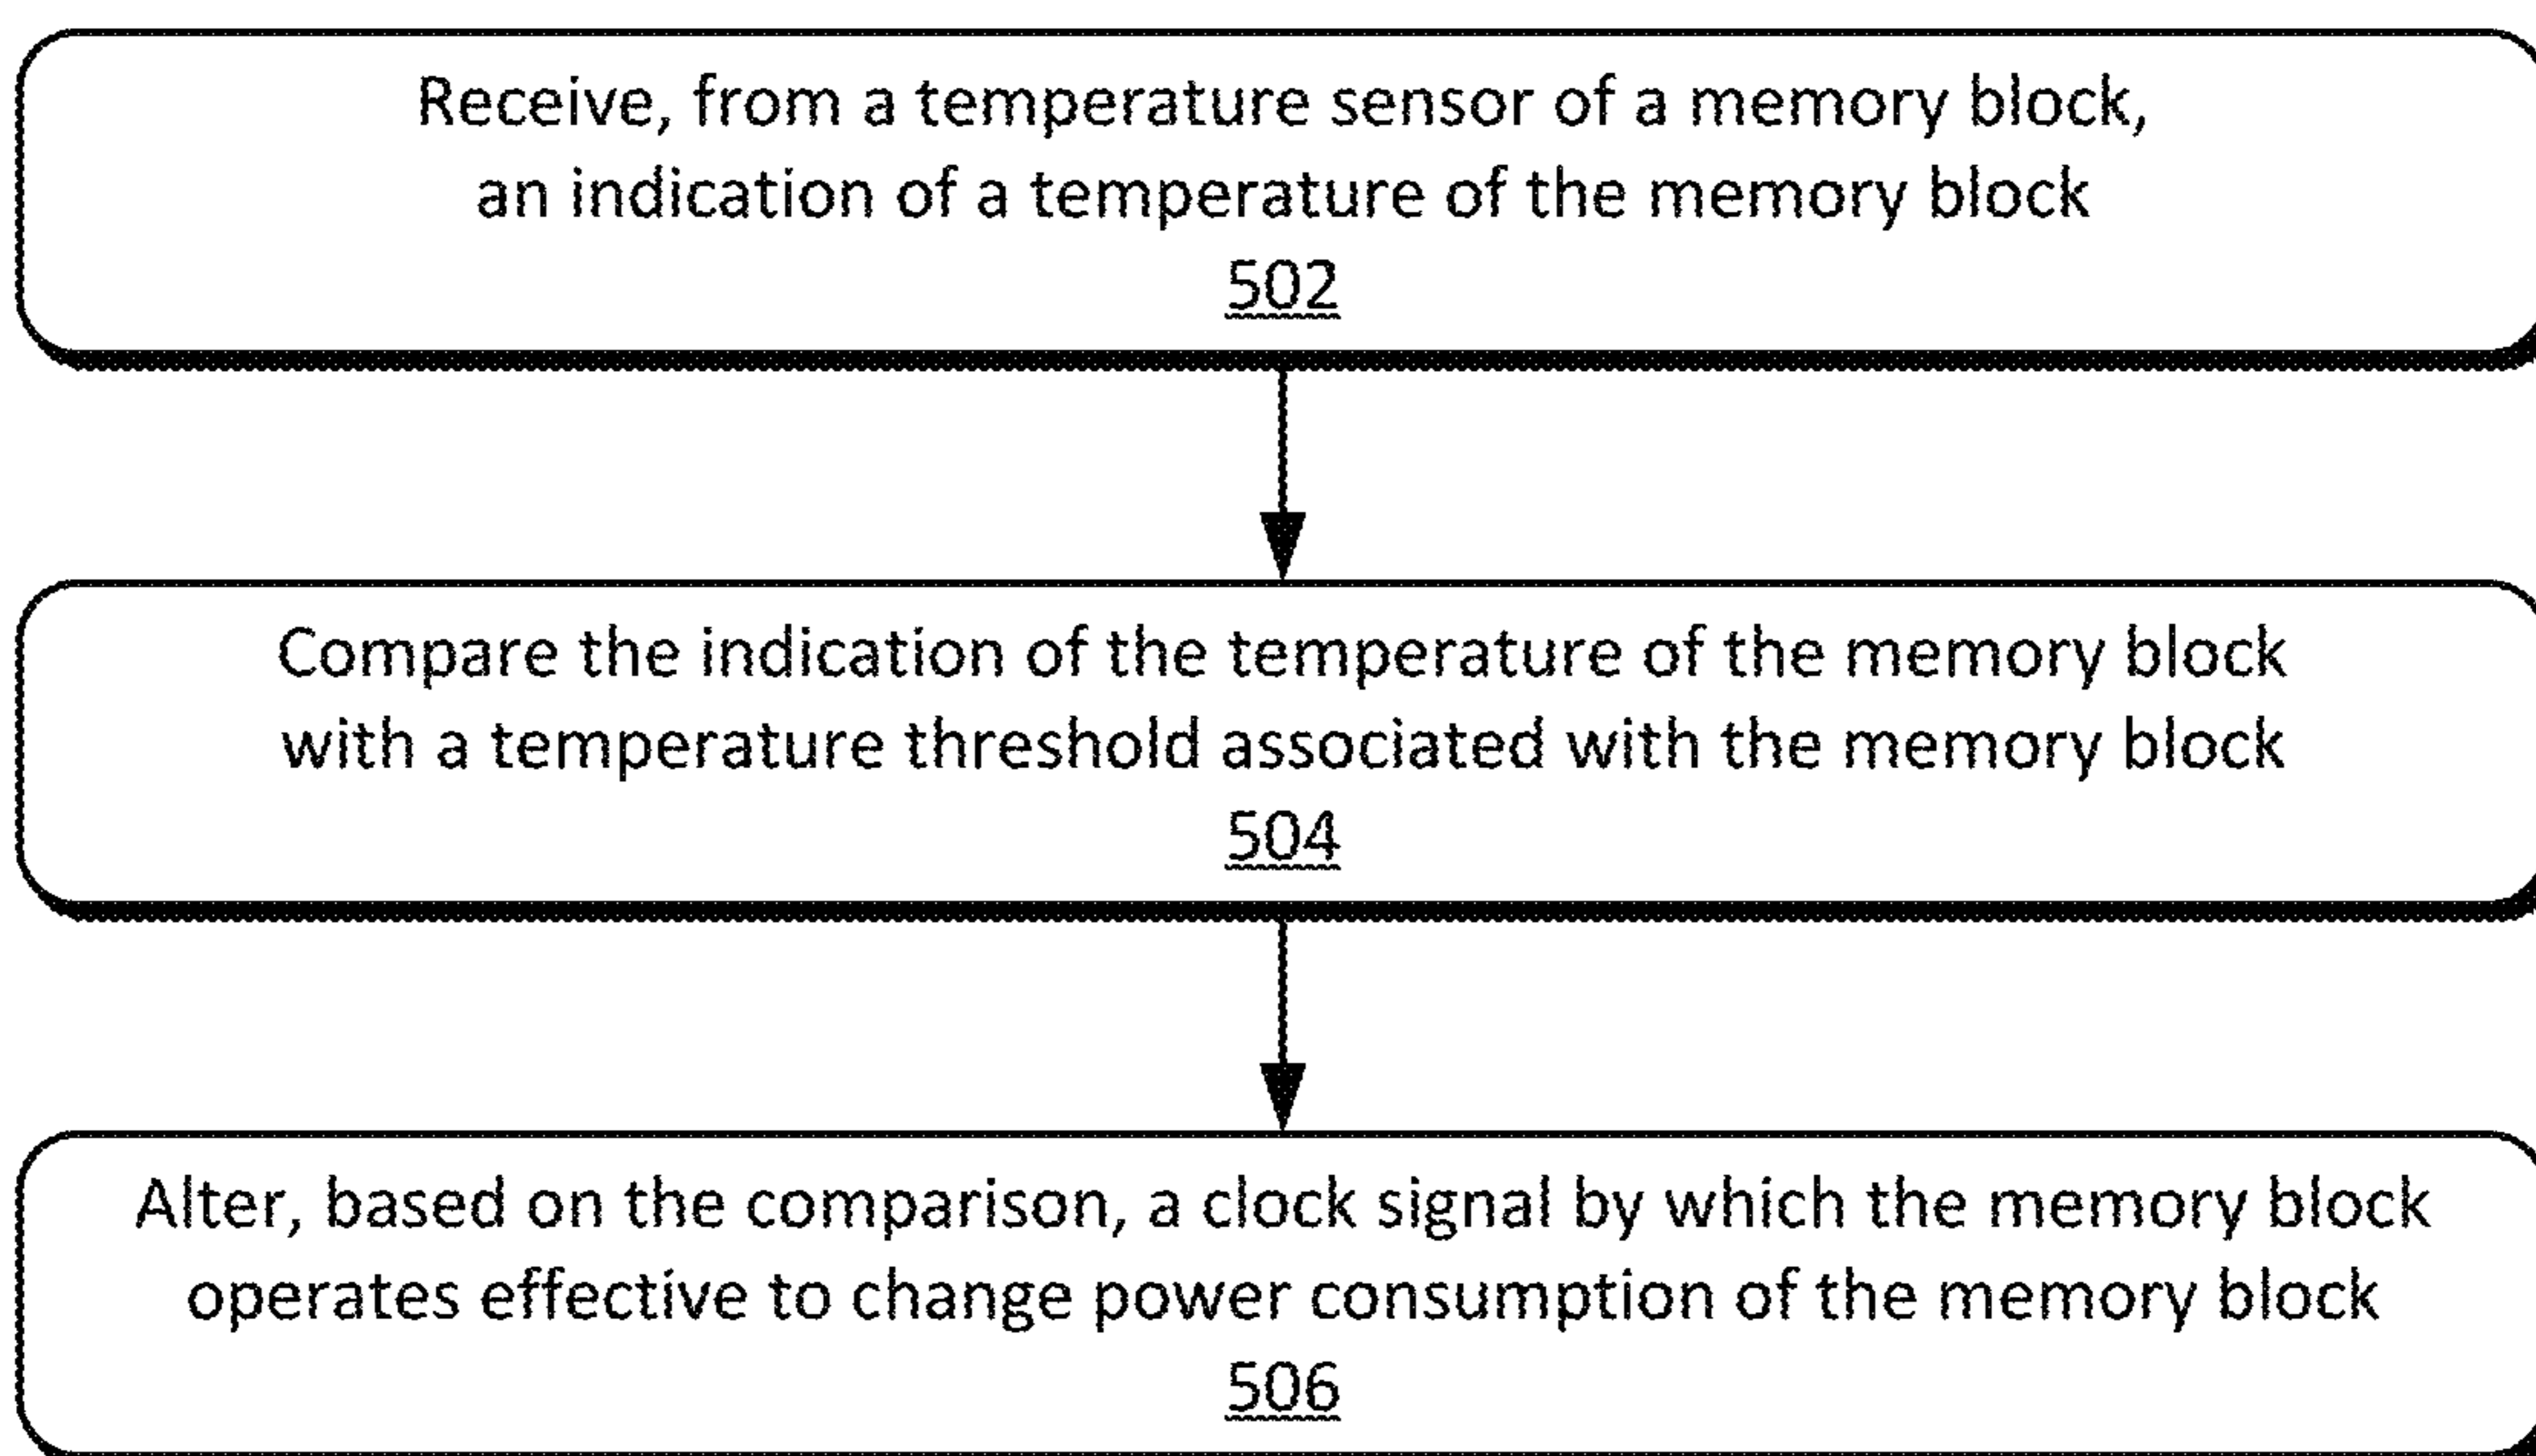 Receive, from a temperature sensor of a memory block,
an indication of a temperature of the memory block
502
Compare the indication of the temperature of the memory block
with a temperature threshold associated with the memory block
504
Alter, based on the comparison, a clock signal by which the memory block
operates effective to change power consumption of the memory block
506